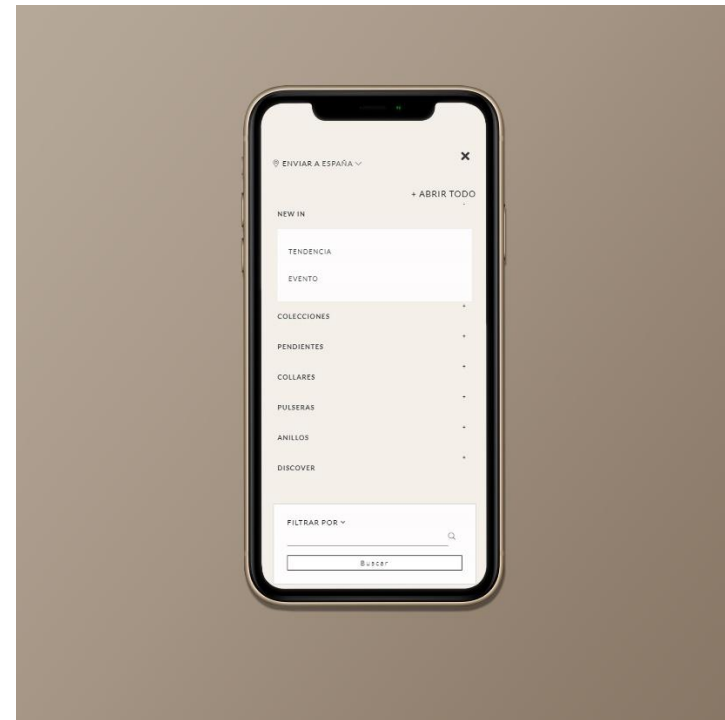 ENVIAR A ESPAÑA
+ ABRIR TODO
NEW IN
TENDENCIA
EVENTO
COLECCIONES
PENDIENTES
COLLARES
PULSERAS
ANILLOS
DISCOVER
FILTRAR POR
Buscar